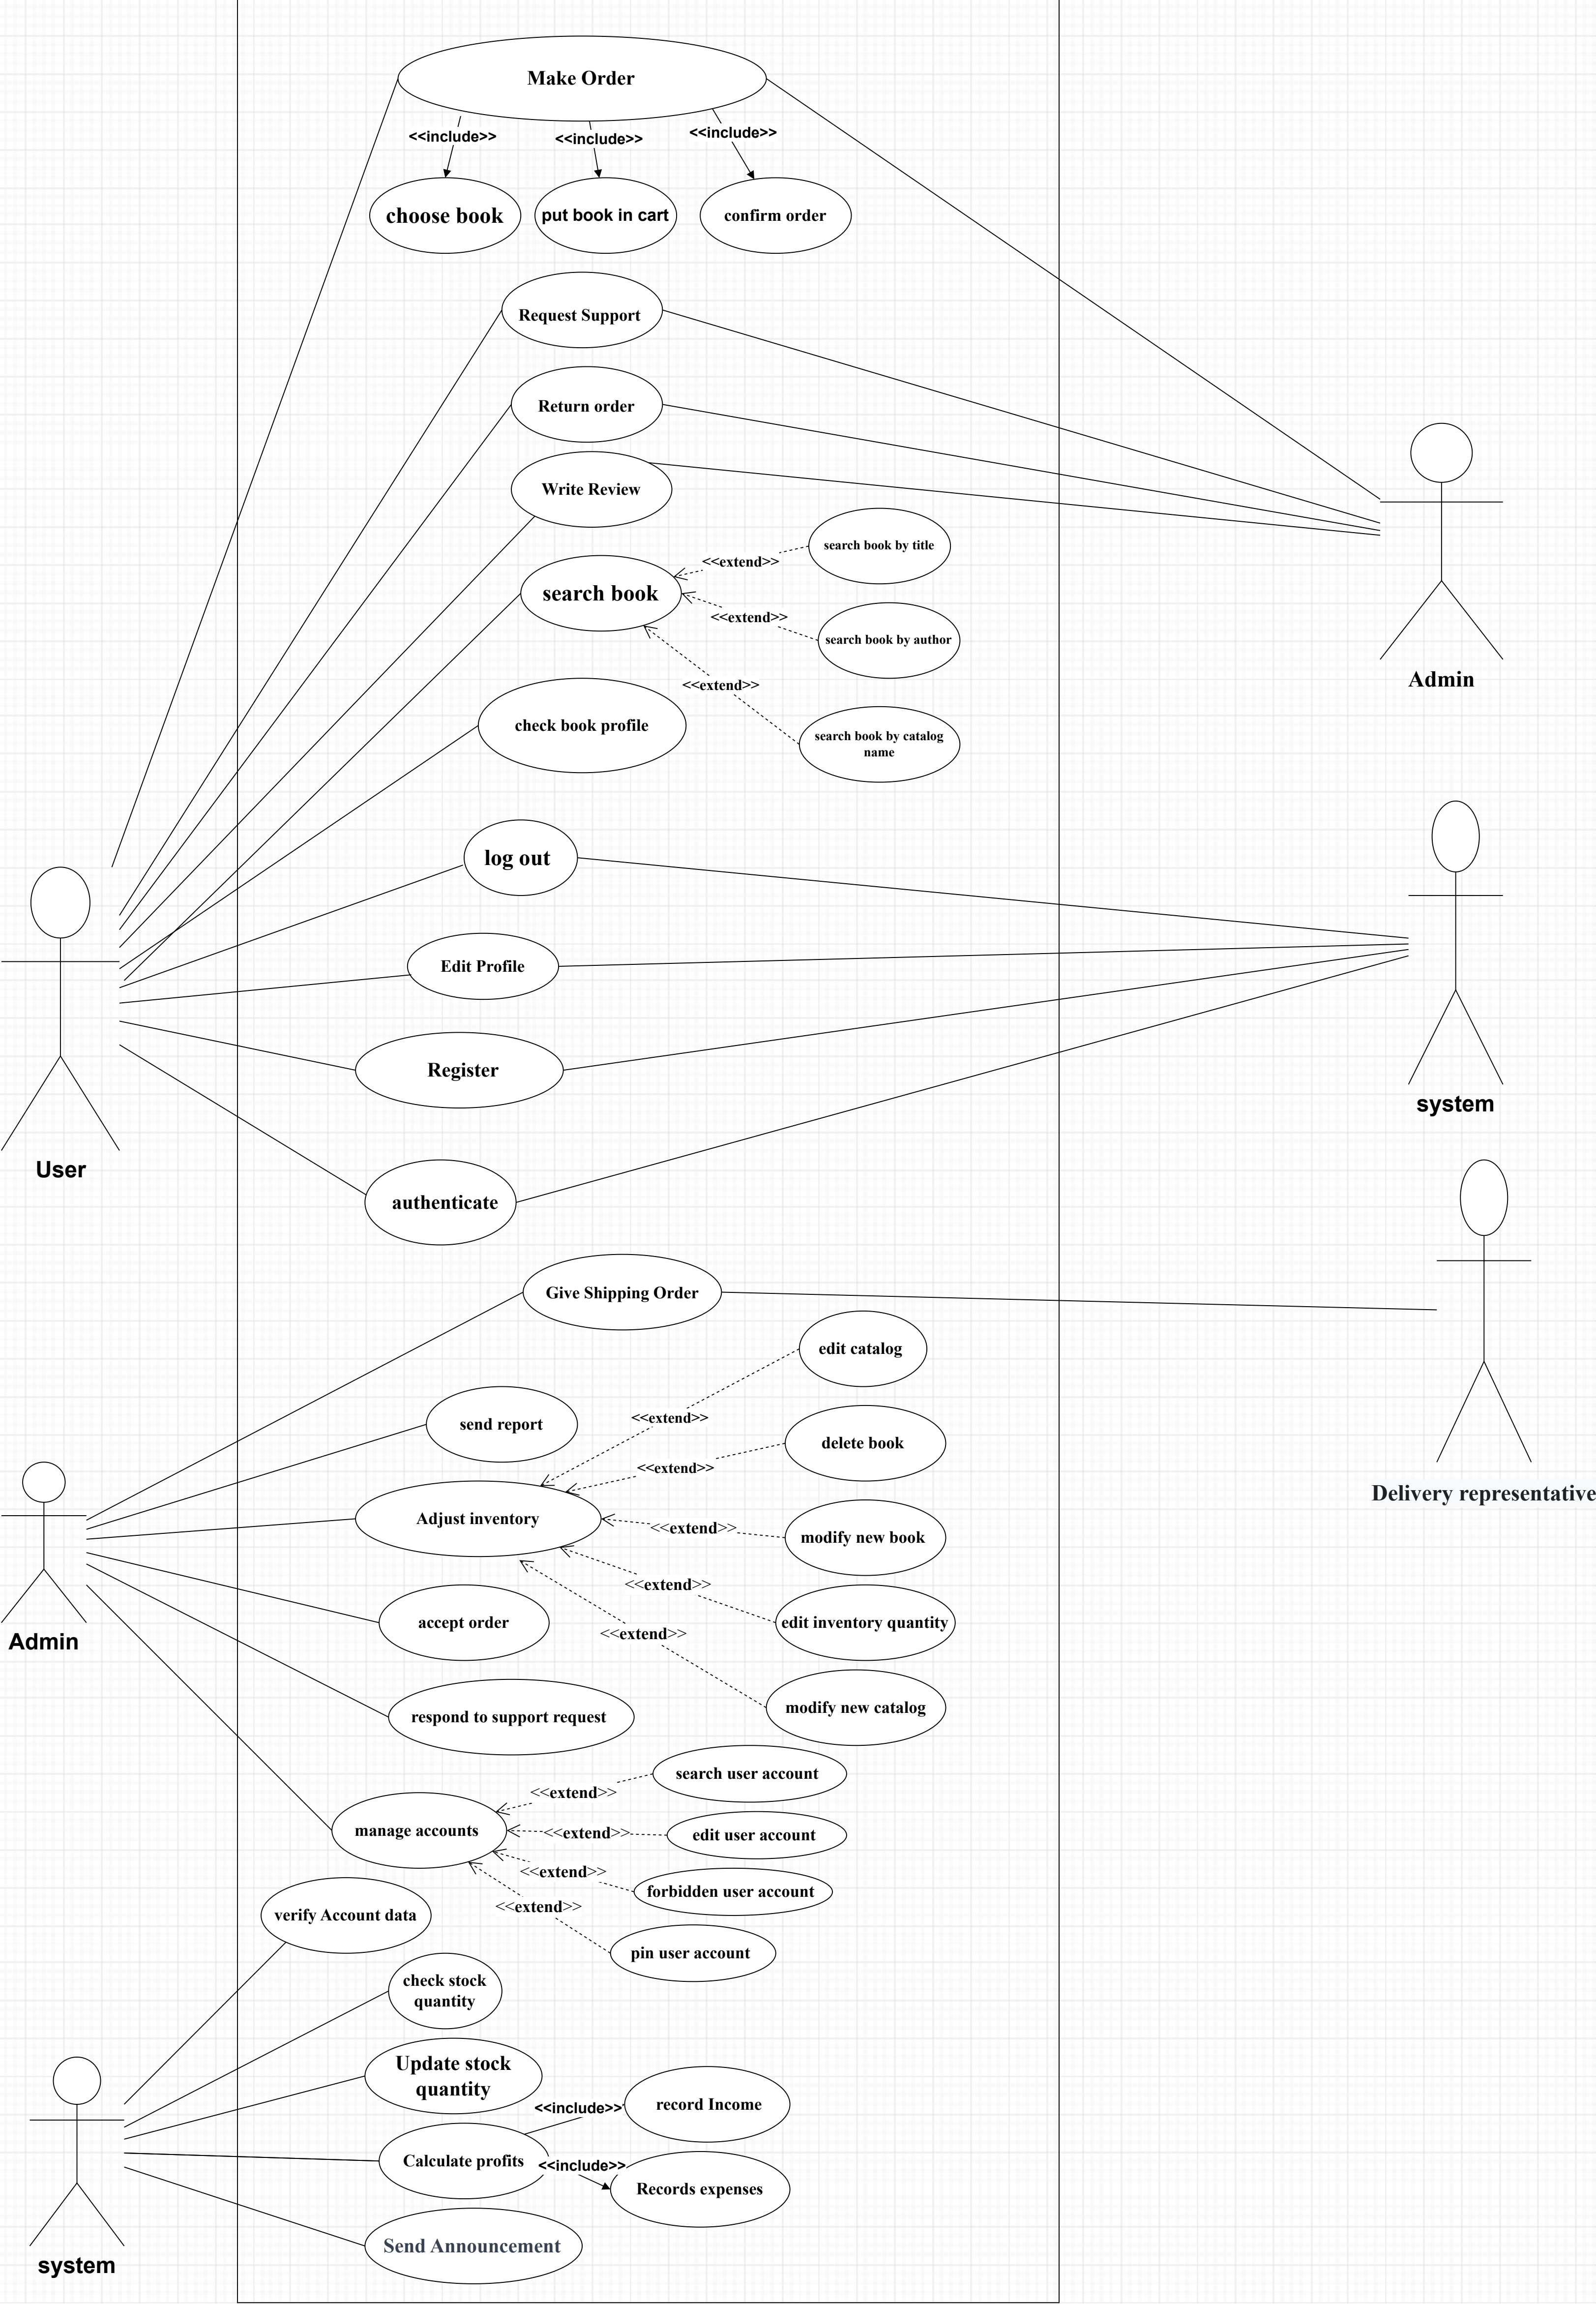 Make Order
<<include>>
<<include>>
<<include>>
choose book
put book in cart
confirm order
Request Support
Return order
Write Review
search book by title
<<extend>>
search book
<<extend>>
search book by author
Admin
<<extend>>
check book profile
search book by catalog
name
log out
Edit Profile
Register
system
User
authenticate
Give Shipping Order
edit catalog
<<extend>>
send report
delete book
<<extend>>
Delivery representative
Adjust inventory
<<extend>>
modify new book
<<extend>>
accept order
edit inventory quantity
<<extend>>
Admin
modify new catalog
respond to support request
search user account
<<extend>>
manage accounts
<<extend>>
edit user account
<<extend>>
forbidden user account
<<extend>>
verify Account data
pin user account
check stock
quantity
Update stock
quantity
<<include>>
record Income
Calculate profits
<<include>>
Records expenses
Send Announcement
system